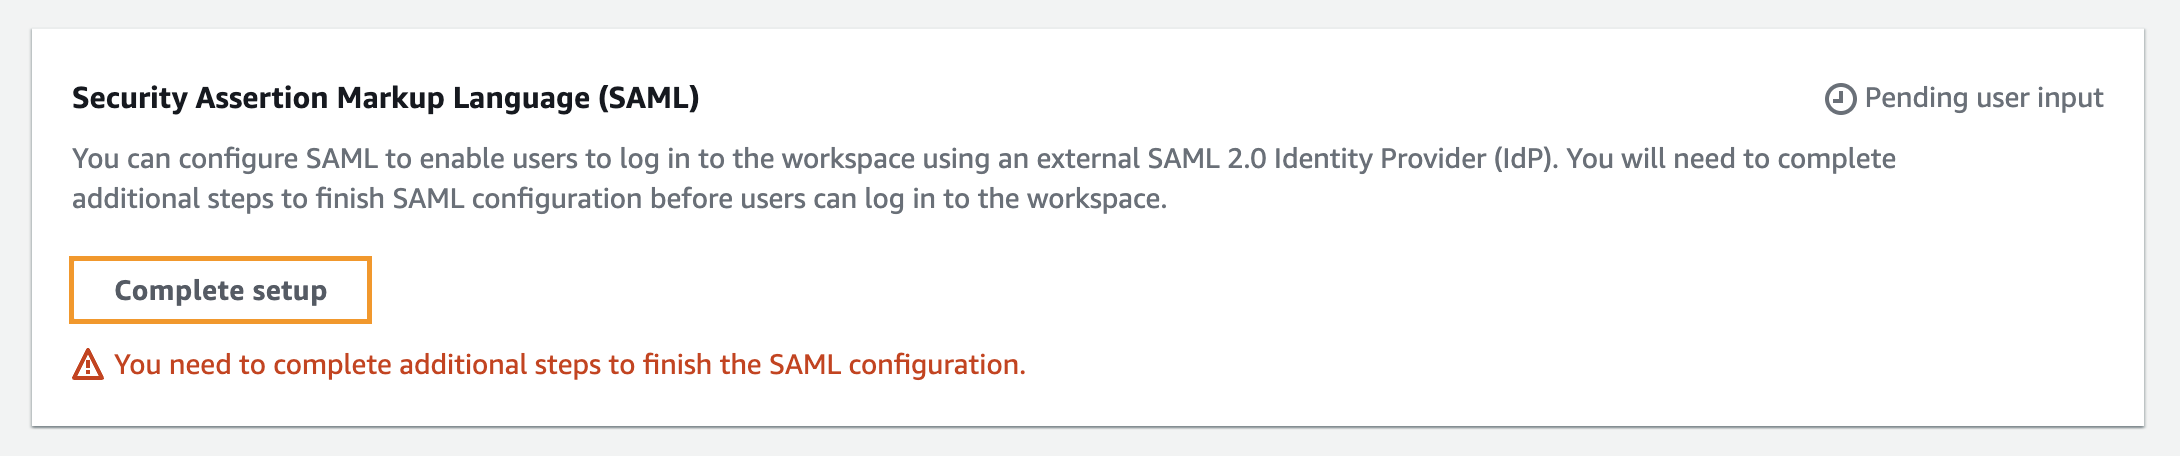 Security Assertion Markup Language (SAML)
Pending user input
You can configure SAML to enable users to log in to the workspace using an external SAML 2.0 Identity Provider (IdP). You will need to complete
additional steps to finish SAML configuration before users can log in to the workspace.
Complete setup
You need to complete additional steps to finish the SAML configuration.